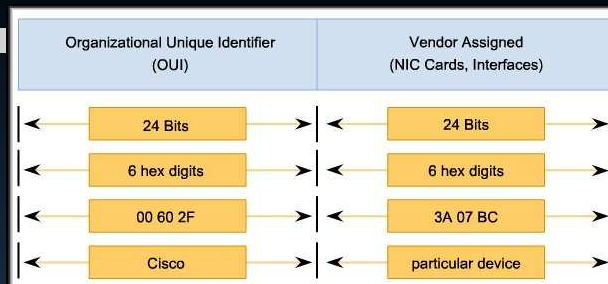 Organizational Unique Identifier
(OUI)
Vendor Assigned
(NIC Cards, Interfaces)
24 Bits
24 Bits
6 hex digits
6 hex digits
00 60 2F
3A 07 BC
Cisco
particular device